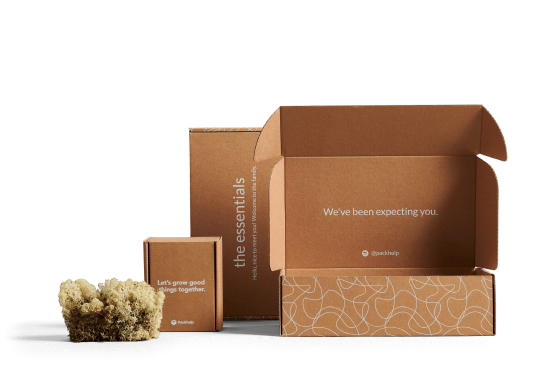 the essentials
Hello, nice to meet you! Welcome to the family.
We've been expecting you.
@packhelp
Let's grow good
things together.
Packhelp